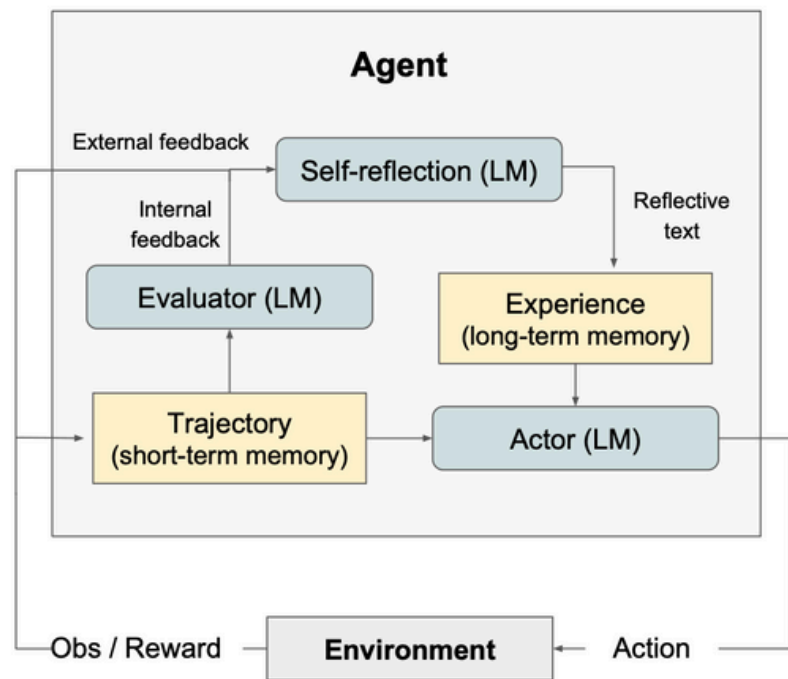 Agent
External feedback
Self-reflection (LM)
Internal
feedback
Reflective
text
Evaluator (LM)
Experience
(long-term memory)
Trajectory
(short-term memory)
Actor (LM)
Obs / Reward
Environment
Action